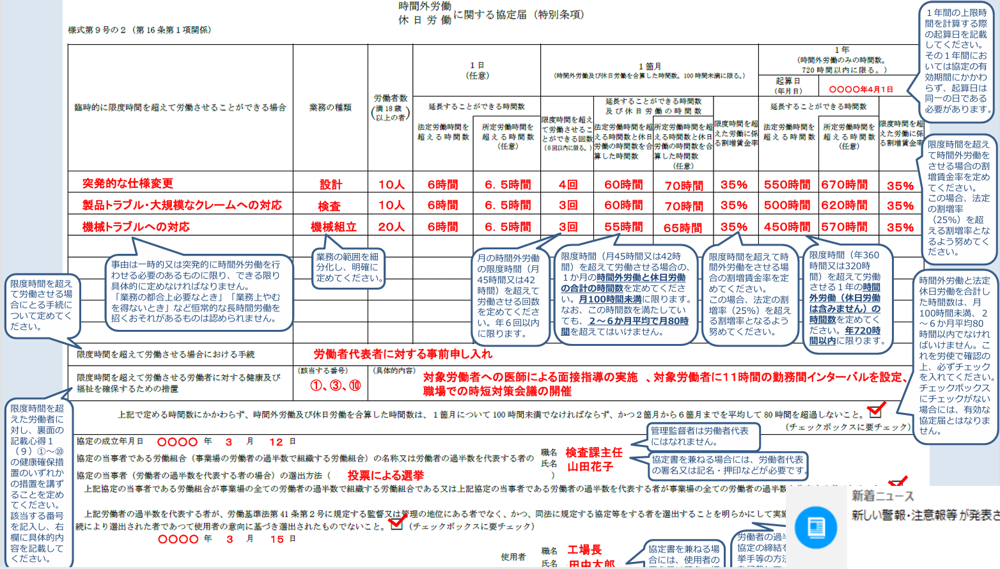 時間外労働
休日労働に関する協定届（特別条項）
様式第９号の２（第16条第１項関係）
臨時的に限度時間を超えて労働させることができる場合
業務の種類
労働者数
（満18歳以上の者）
１日
（任意）
延長することができる時間数
法定労働時間を超える時間数
所定労働時間を超える時間数（任意）
１箇月
（時間外労働及び休日労働を合算した時間数。100時間未満に限る。）
限度時間を超えて労働させることができる回数（６回以内に限る。）
延長することができる時間数及び休日労働の時間数
法定労働時間を超える時間数と休日労働の時間数を合算した時間数
所定労働時間を超える時間数と休日労働の時間数を合算した時間数（任意）
限度時間を超えた労働に係る割増賃金率
１年
（時間外労働のみの時間数。
720時間以内に限る。）
起算日
（年月日）
○○○○年4月1日
延長することができる時間数
法定労働時間を超える時間数
所定労働時間を超える時間数（任意）
限度時間を超えた労働に係る割増賃金率
突発的な仕様変更 設計 １０人 ６時間 ６．５時間 ４回 ６０時間 ７０時間 ３５％ ５５０時間 ６７０時間 ３５％
製品トラブル・大規模なクレームへの対応 検査 １０人 ６時間 ６．５時間 ３回 ６０時間 ７０時間 ３５％ ５００時間 ６２０時間 ３５％
機械トラブルへの対応 機械組立 ２０人 ６時間 ６．５時間 ３回 ５５時間 ６５時間 ３５％ ４５０時間 ５７０時間 ３５％
１年間の上限時
間を計算する際
の起算日を記載
してください。
その１年間にお
いては協定の有
効期間にかかわ
らず、起算日は
同一の日である
必要があります。
限度時間を超え
て時間外労働を
させる場合の割
増賃金率を定め
てください。
この場合、法定
の割増率
（25%）を超
える割増率とな
るよう努めてく
ださい。
事由は一時的又は突発的に時間外労働を行
わせる必要のあるものに限り、できる限り
具体的に定めなければなりません。
「業務の都合上必要なとき」「業務上やむ
を得ないとき」など恒常的な長時間労働を
招くおそれがあるものは認められません。
業務の範囲を細
分化し、明確に
定めてください。
月の時間外労働
の限度時間（月
45時間又は42
時間）を超えて
労働させる回数
を定めてくださ
い。年６回以内
に限ります。
限度時間（月45時間又は42時
間）を超えて労働させる場合の、
１か月の時間外労働と休日労働
の合計の時間数を定めてくださ
い。月100時間未満に限ります。
なお、この時間数を満たしてい
ても、２～６か月平均で月80時
間を超えてはいけません。
限度時間を超えて時
間外労働をさせる場
合の割増賃金率を定
めてください。
この場合、法定の割
増率（25%）を超え
る割増率となるよう
努めてください。
限度時間（年360
時間又は320時
間）を超えて労働
させる１年の時間
外労働（休日労働
は含みません）の
時間数を定めてく
ださい。年720時
間以内に限ります。
限度時間を超え
て労働させる場
合にとる手続に
ついて定めてく
ださい。
時間外労働と法定
休日労働を合計し
た時間数は、月
100時間未満、２
～６か月平均80
時間以内でなけれ
ばいけません。こ
れを労使で確認の
上、必ずチェック
を入れてください。
チェックボックス
にチェックがない
場合には、有効な
協定届とはなりま
せん。
限度時間を超えて労働させる場合における手続
労働者代表者に対する事前申し入れ
限度時間を超えて労働させる労働者に対する健康及び
福祉を確保するための措置
（該当する番号）
①、③、⑩
（具体的内容）
対象労働者への医師による面接指導の実施 、対象労働者に１１時間の勤務間インターバルを設定、
職場での時短対策会議の開催
限度時間を超
えた労働者に
対し、裏面の
記載心得１
（９）①～⑩
の健康確保措
置のいずれか
の措置を講ず
ることを定め
てください。
該当する番号
を記入し、右
欄に具体的内
容を記載して
ください。
上記で定める時間数にかかわらず、時間外労働及び休日労働を合算した時間数は、１箇月について100時間未満でなければならず、かつ２箇月から６箇月までを平均して80時間を超過しないこと。
（チェックボックスに要チェック）
協定の成立年月日 ○○○○ 年 ３ 月 １２ 日
管理監督者は労働者代表
にはなれません。
協定の当事者である労働組合（事業場の労働者の過半数で組織する労働組合）の名称又は労働者の過半数を代表する者の
職名 検査課主任
氏名 山田花子
協定書を兼ねる場合には、労働者代表
の署名又は記名・押印などが必要です。
協定の当事者（労働者の過半数を代表する者の場合）の選出方法（ 投票による選挙 ）
上記協定の当事者である労働組合が事業場の全ての労働者の過半数で組織する労働組合である又は上記協定の当事者である労働者の過半数を代表する者が事業場の全ての労働者の過半数
上記労働者の過半数を代表する者が、労働基準法第41条第２号に規定する監督又は管理の地位にある者でなく、かつ、同法に規定する協定等をする者を選出することを明らかにして実施
続により選出された者であつて使用者の意向に基づき選出されたものでないこと。（チェックボックスに要チェック）
○○○○ 年 ３ 月 １５ 日
使用者
職名 工場長
氏名 田中太郎
協定書を兼ねる場
合には、使用者の
労働者の過半
協定の締結を
挙手等の方法
新着ニュース
新しい警報・注意報等が発表さ